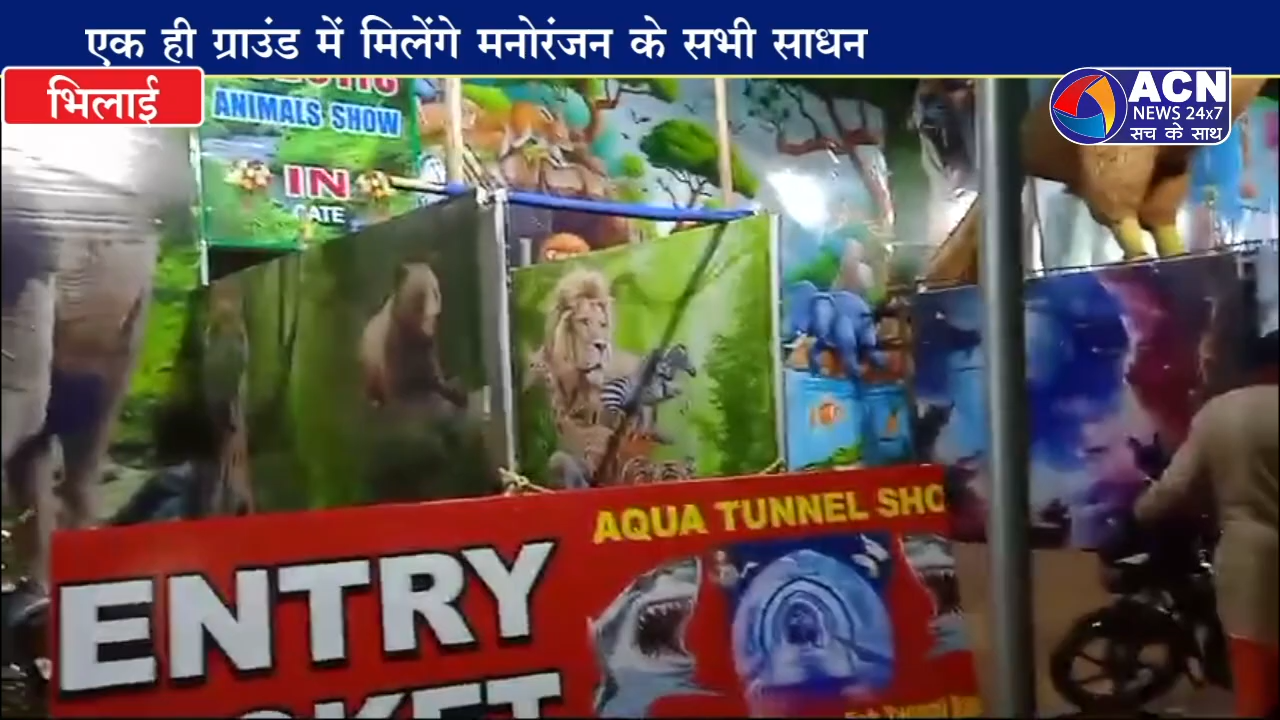 एक ही ग्राउंड में मिलेंगे मनोरंजन के सभी साधन
भिलाई
ACN
NEWS 24x7
सच के साथ
ANIMALS SHOW
IN
GATE
AQUA TUNNEL SHO
ENTRY